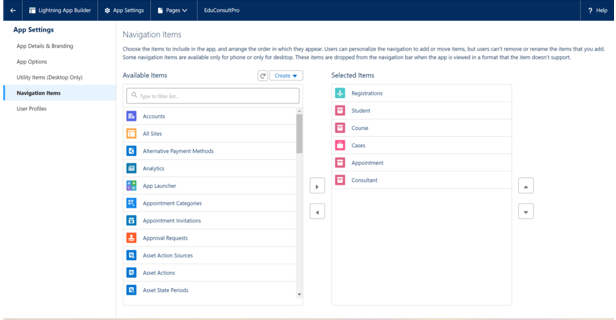 Lightning App Builder
App Settings
Pages
EduConsultPro
? Help
App Settings
App Details & Branding
App Options
Utility Items (Desktop Only)
Navigation Items
User Profiles
Navigation Items
Choose the items to include in the app, and arrange the order in which they appear. Users can personalize the navigation to add or move items, but users can't remove or rename the items that you add.
Some navigation items are available only for phone or only for desktop. These items are dropped from the navigation bar when the app is viewed in a format that the item doesn't support.
Available Items
Create
Type to filter list...
Accounts
All Sites
Alternative Payment Methods
Analytics
App Launcher
Appointment Categories
Appointment Invitations
Approval Requests
Asset Action Sources
Asset Actions
Asset State Periods
Selected Items
Registrations
Student
Course
Cases
Appointment
Consultant